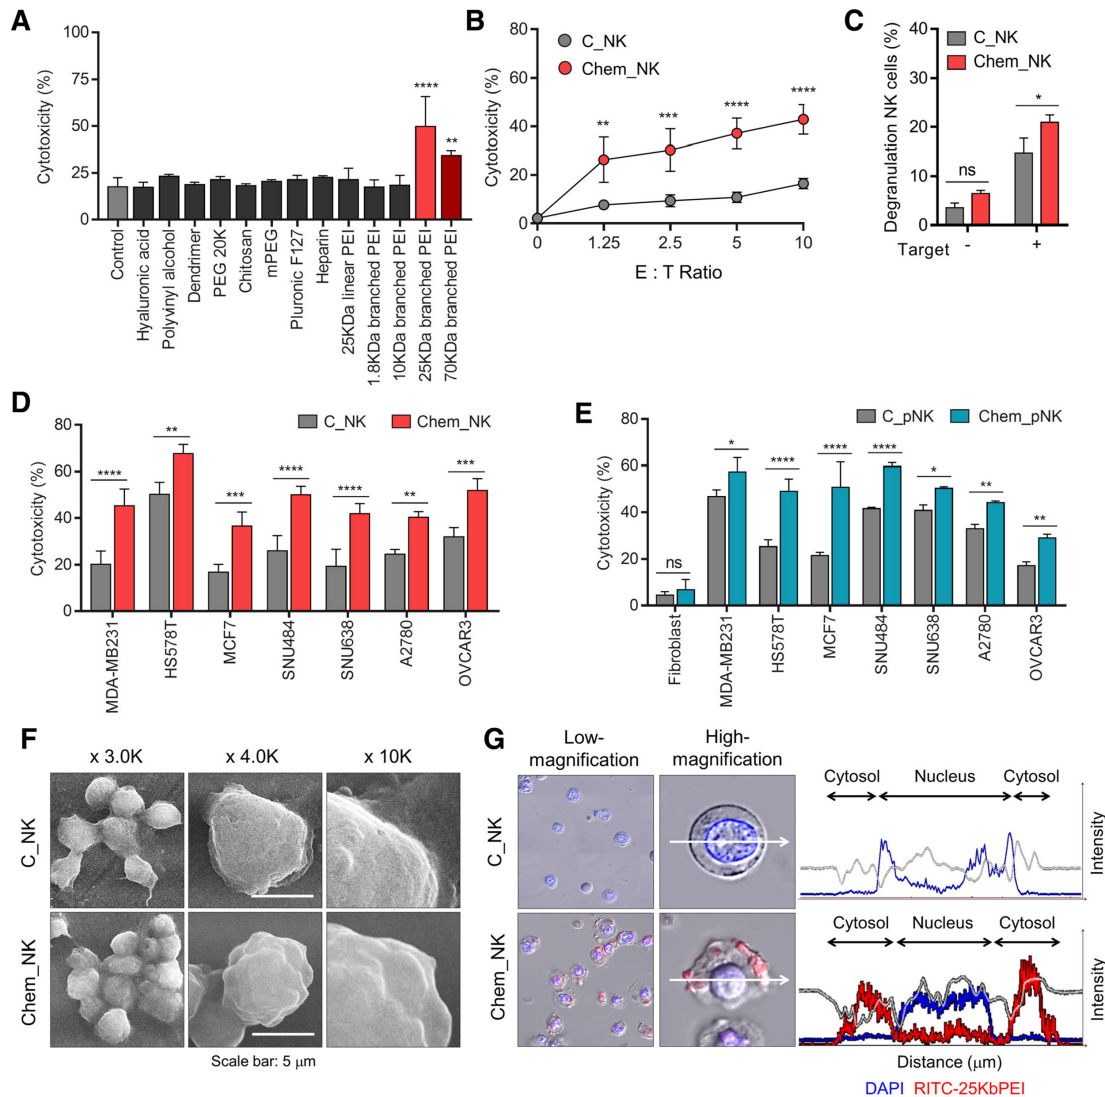 A
Cytotoxicity (%)
100
75
50
25
0
****
**
Control
Hyaluronic acid
Polyvinyl alcohol
Dendrimer
PEG 20K
Chitosan
mPEG
Pluronic F127
Heparin
25KDa linear PEI
1.8KDa branched PEI
10KDa branched PEI
25KDa branched PEI
70KDa branched PEI
B
Cytotoxicity (%)
80
60
40
20
0
C_NK
Chem_NK
**
***
****
****
0
1.25
2.5
5
10
E : T Ratio
C
Degranulation NK cells (%)
40
30
20
10
0
C_NK
Chem_NK
ns
*
Target
-
+
D
Cytotoxicity (%)
80
60
40
20
0
C_NK
Chem_NK
****
**
***
****
****
**
***
MDA-MB231
HS578T
MCF7
SNU484
SNU638
A2780
OVCAR3
E
Cytotoxicity (%)
80
60
40
20
0
C_pNK
Chem_pNK
ns
*
****
****
****
*
**
**
Fibroblast
MDA-MB231
HS578T
MCF7
SNU484
SNU638
A2780
OVCAR3
F
x 3.0K
x 4.0K
x 10K
C_NK
Chem_NK
Scale bar: 5 μm
G
Low-
magnification
High-
magnification
C_NK
Chem_NK
Cytosol
Nucleus
Cytosol
Intensity
Cytosol
Nucleus
Cytosol
Intensity
Distance (μm)
DAPI RITC-25KbPEI